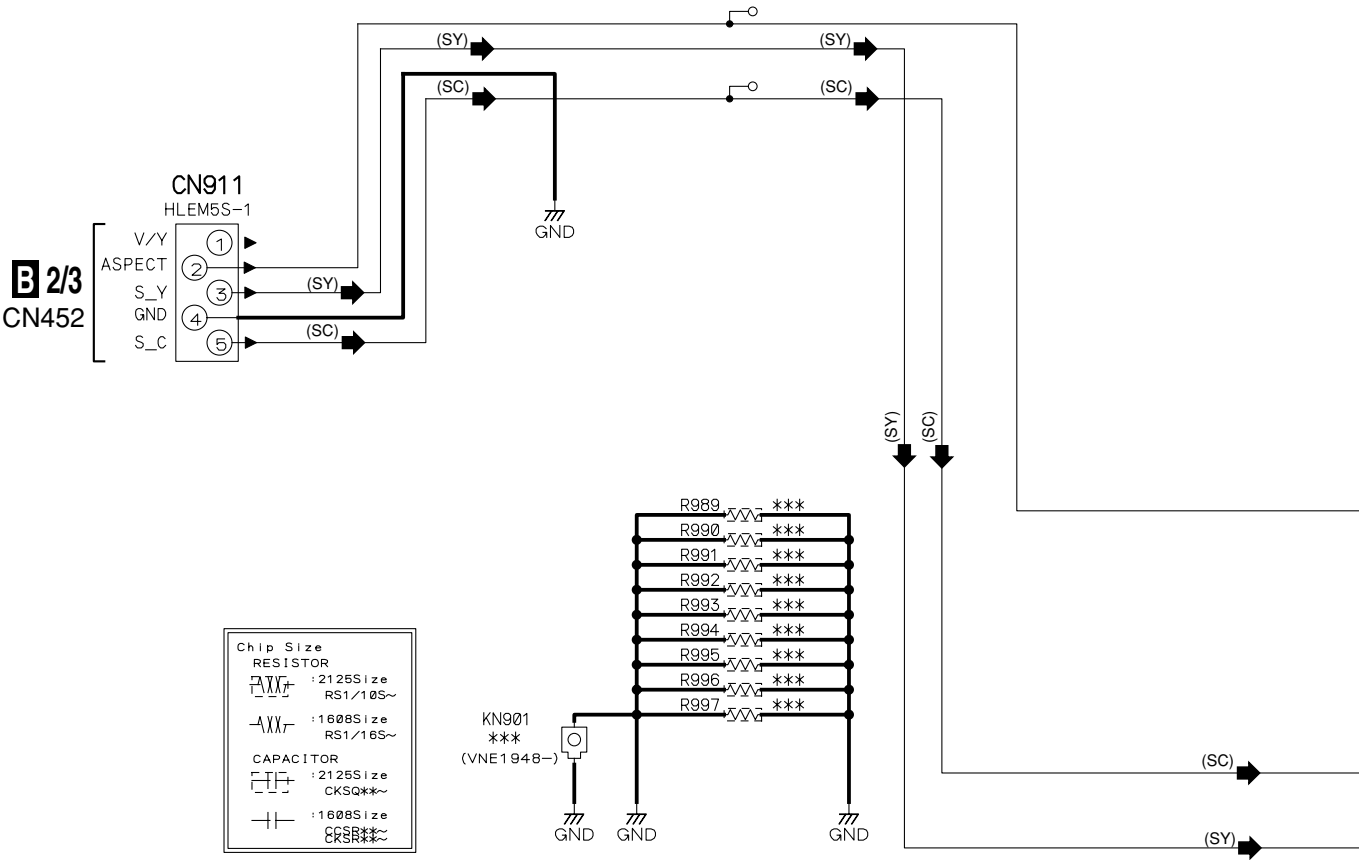 (SY)
(SY)
(SC)
(SC)
CN911
HLEM5S-1
GND
B 2/3
CN452
V/Y 1
ASPECT 2
S_Y 3 (SY)
GND 4
S_C 5 (SC)
(SY)
(SC)
R989 ***
R990 ***
R991 ***
R992 ***
R993 ***
R994 ***
R995 ***
R996 ***
R997 ***
Chip Size
RESISTOR
:2125Size
RS1/10S~
:1608Size
RS1/16S~
CAPACITOR
:2125Size
CKSQ**~
:1608Size
CCSR**~
CKSR**~
KN901
***
(VNE1948-)
GND
GND
GND
(SC)
(SY)